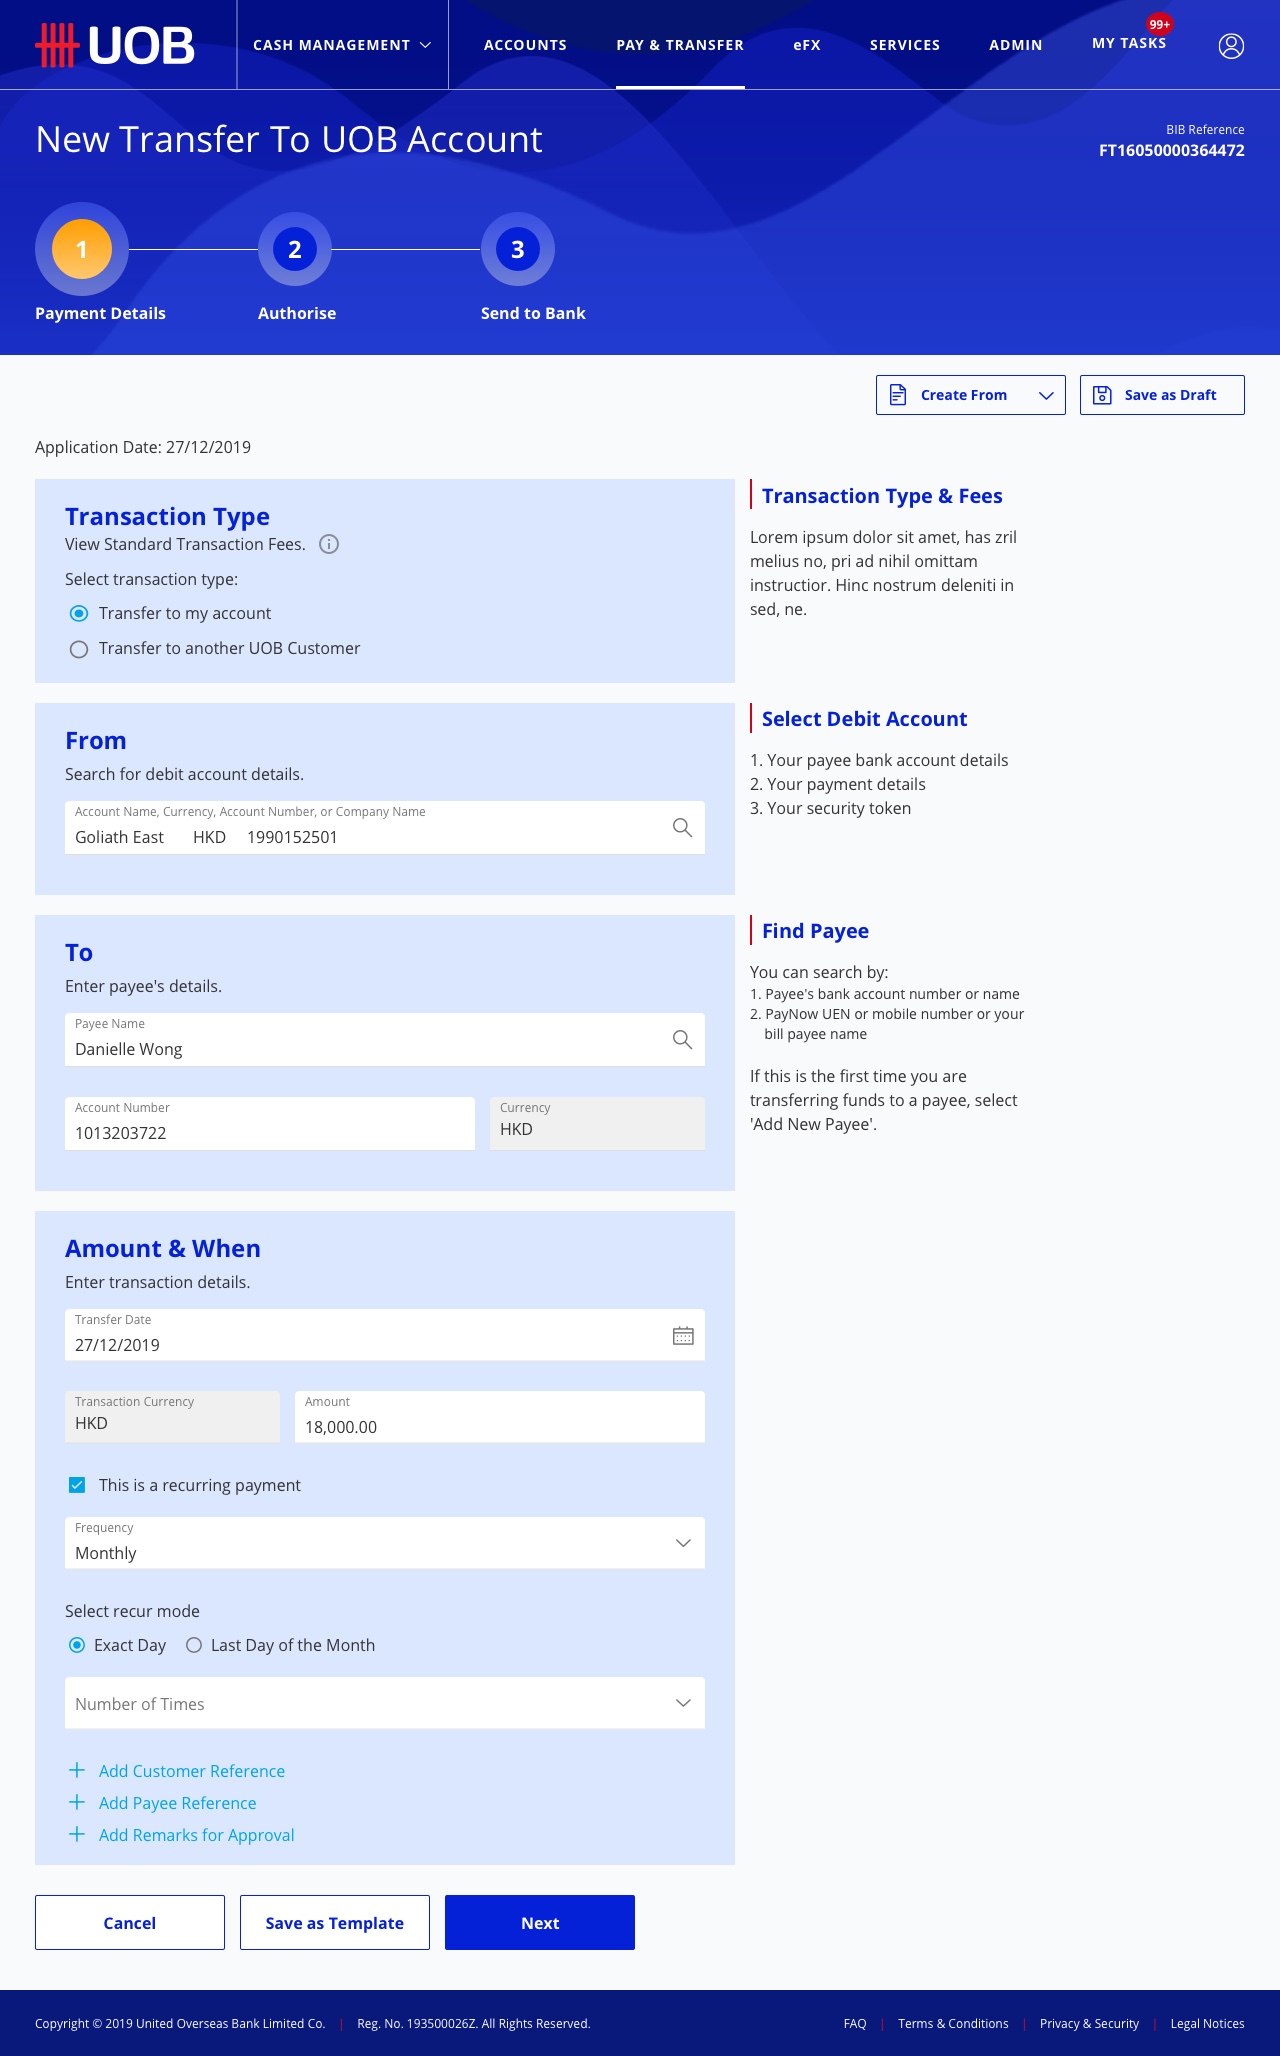 UOB
CASH MANAGEMENT
ACCOUNTS
PAY & TRANSFER
eFX
SERVICES
ADMIN
MY TASKS
99+
New Transfer To UOB Account
BIB Reference
FT16050000364472
1
2
3
Payment Details
Authorise
Send to Bank
Create From
Save as Draft
Application Date: 27/12/2019
Transaction Type
View Standard Transaction Fees.
Select transaction type:
Transfer to my account
Transfer to another UOB Customer
Transaction Type & Fees
Lorem ipsum dolor sit amet, has zril
melius no, pri ad nihil omittam
instructior. Hinc nostrum deleniti in
sed, ne.
From
Search for debit account details.
Account Name, Currency, Account Number, or Company Name
Goliath East HKD 1990152501
Select Debit Account
1. Your payee bank account details
2. Your payment details
3. Your security token
To
Enter payee's details.
Payee Name
Danielle Wong
Account Number
1013203722
Currency
HKD
Find Payee
You can search by:
1. Payee's bank account number or name
2. PayNow UEN or mobile number or your
bill payee name
If this is the first time you are
transferring funds to a payee, select
'Add New Payee'.
Amount & When
Enter transaction details.
Transfer Date
27/12/2019
Transaction Currency
HKD
Amount
18,000.00
This is a recurring payment
Frequency
Monthly
Select recur mode
Exact Day
Last Day of the Month
Number of Times
Add Customer Reference
Add Payee Reference
Add Remarks for Approval
Cancel
Save as Template
Next
Copyright © 2019 United Overseas Bank Limited Co. | Reg. No. 193500026Z. All Rights Reserved.
FAQ | Terms & Conditions | Privacy & Security | Legal Notices